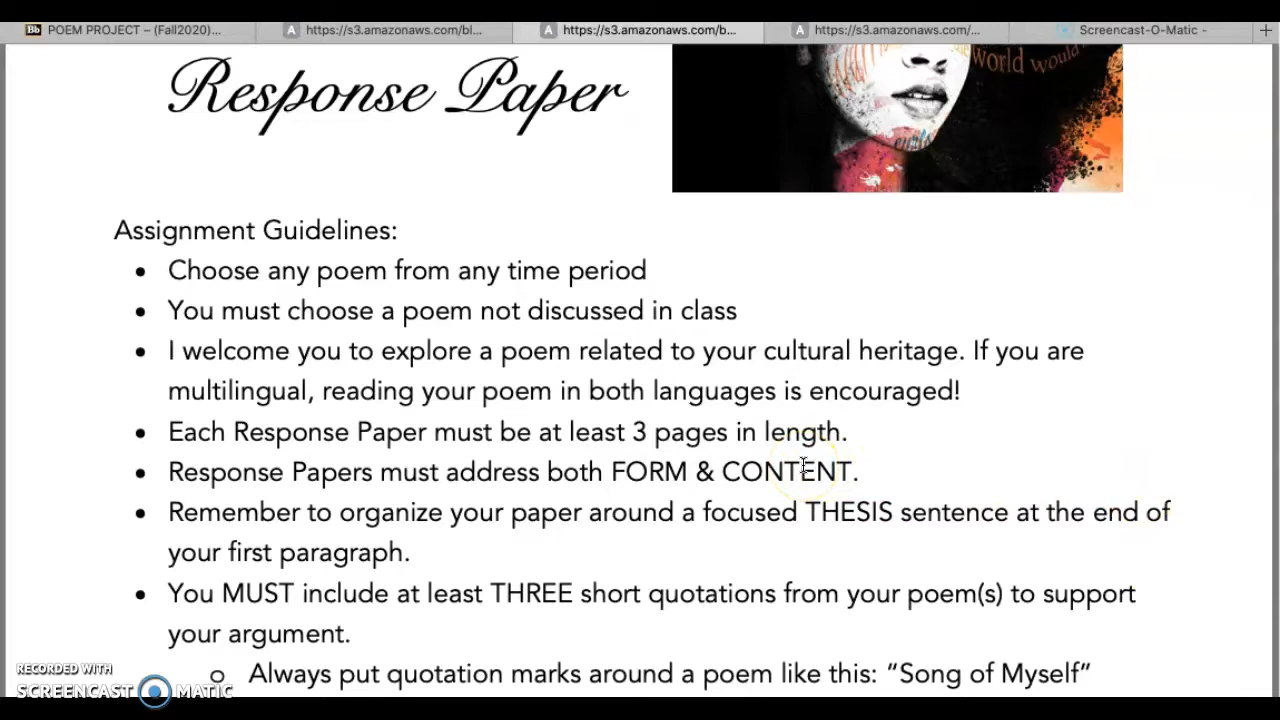 POEM PROJECT – (Fall2020)...
https://s3.amazonaws.com/bl...
https://s3.amazonaws.com/b...
https://s3.amazonaws.com/...
Screencast-O-Matic -
Response Paper
world would
Assignment Guidelines:
• Choose any poem from any time period
• You must choose a poem not discussed in class
• I welcome you to explore a poem related to your cultural heritage. If you are
multilingual, reading your poem in both languages is encouraged!
• Each Response Paper must be at least 3 pages in length.
• Response Papers must address both FORM & CONTENT.
• Remember to organize your paper around a focused THESIS sentence at the end of
your first paragraph.
• You MUST include at least THREE short quotations from your poem(s) to support
your argument.
o Always put quotation marks around a poem like this: “Song of Myself”
RECORDED WITH
SCREENCAST MATIC